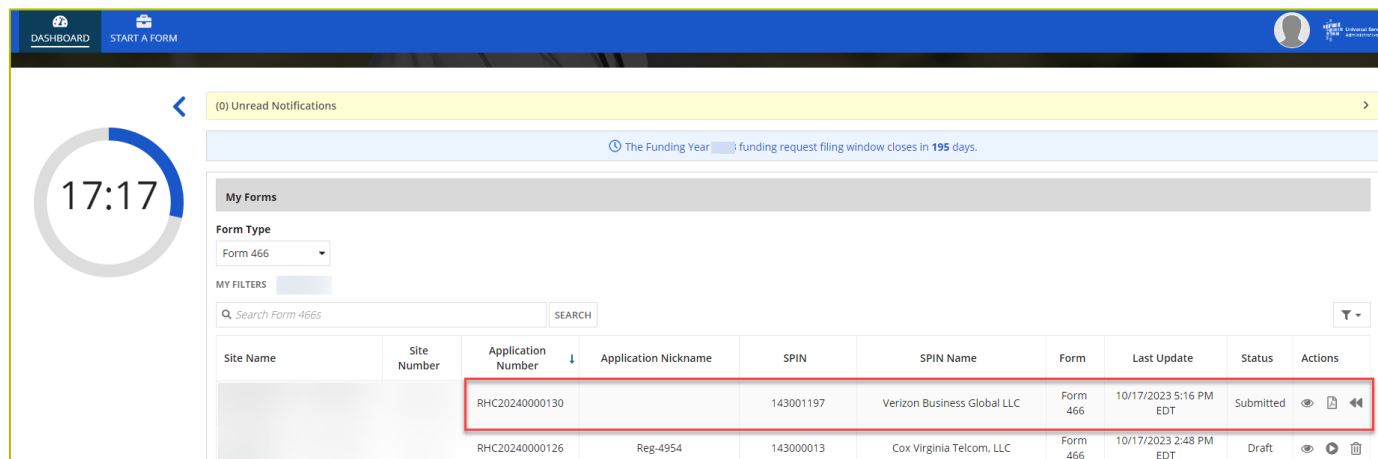 DASHBOARD
START A FORM
Universal Serv
Administrative
(0) Unread Notifications
The Funding Year funding request filing window closes in 195 days.
17:17
My Forms
Form Type
Form 466
MY FILTERS
Search Form 466s
SEARCH
Site Name Site Number Application Number Application Nickname SPIN SPIN Name Form Last Update Status Actions
RHC20240000130 143001197 Verizon Business Global LLC Form 466 10/17/2023 5:16 PM EDT Submitted
RHC20240000126 Reg-4954 143000013 Cox Virginia Telcom, LLC Form 466 10/17/2023 2:48 PM EDT Draft